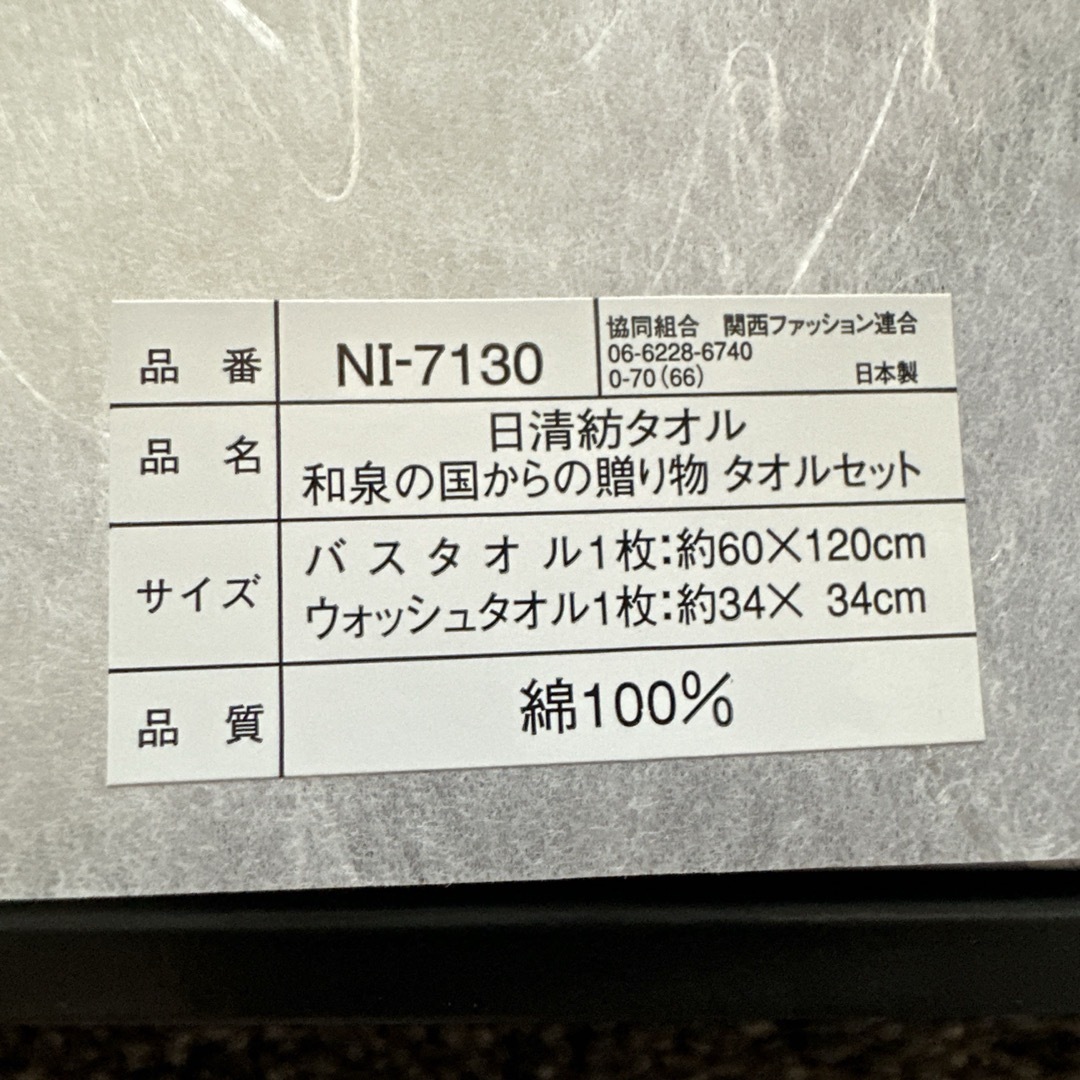 品 番 NI-7130
協同組合 関西ファッション連合
06-6228-6740
0-70(66) 日本製
品 名
日清紡タオル
和泉の国からの贈り物 タオルセット
サイズ
バスタオル1枚:約60×120cm
ウォッシュタオル1枚:約34× 34cm
品 質 綿100%